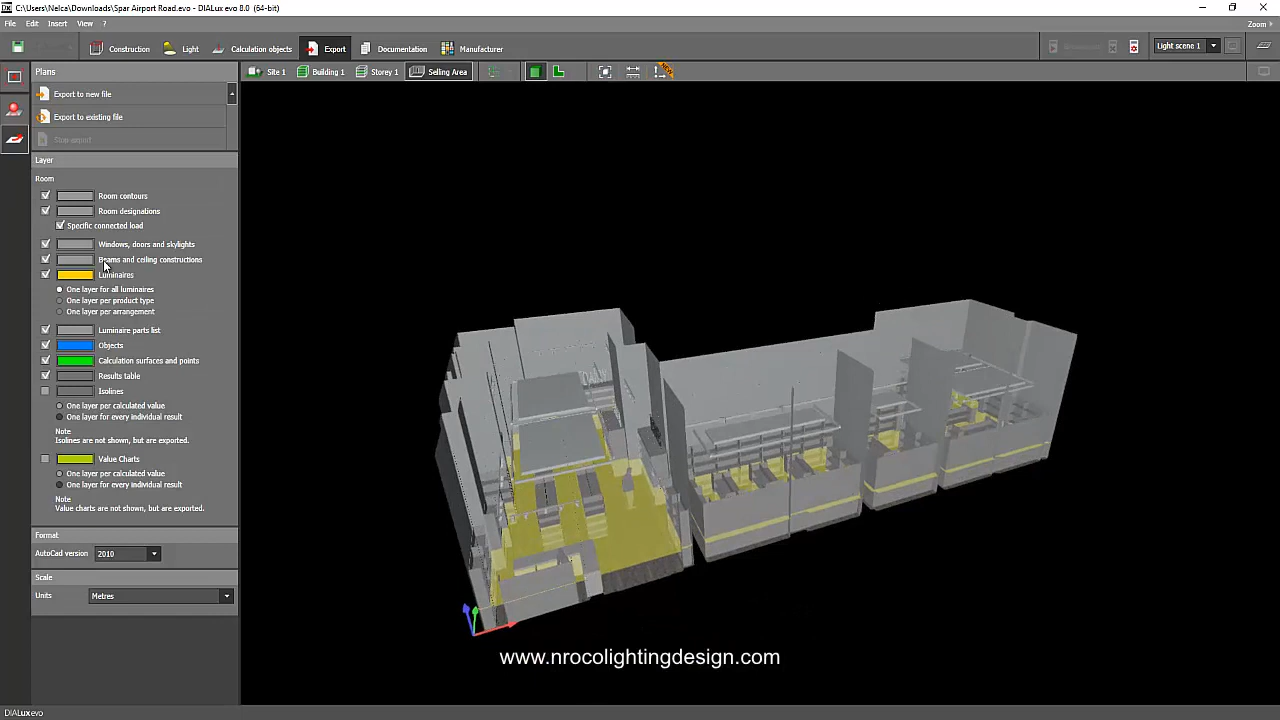 C:\Users\Nelca\Downloads\Spar Airport Road.evo - DIALux evo 8.0 (64-bit)
File Edit Insert View ?
Zoom
Construction Light Calculation objects Export Documentation Manufacturer
Light scene 1
Plans
Site 1 Building 1 Storey 1 Selling Area
Export to new file
Export to existing file
Stop export
Layer
Room
Room contours
Room designations
Specific connected load
Windows, doors and skylights
Beams and ceiling constructions
Luminaires
One layer for all luminaires
One layer per product type
One layer per arrangement
Luminaire parts list
Objects
Calculation surfaces and points
Results table
Isolines
One layer per calculated value
One layer for every individual result
Note
Isolines are not shown, but are exported.
Value Charts
One layer per calculated value
One layer for every individual result
Note
Value charts are not shown, but are exported.
Format
AutoCad version 2010
Scale
Units Metres
www.nrocolightingdesign.com
DIALux evo